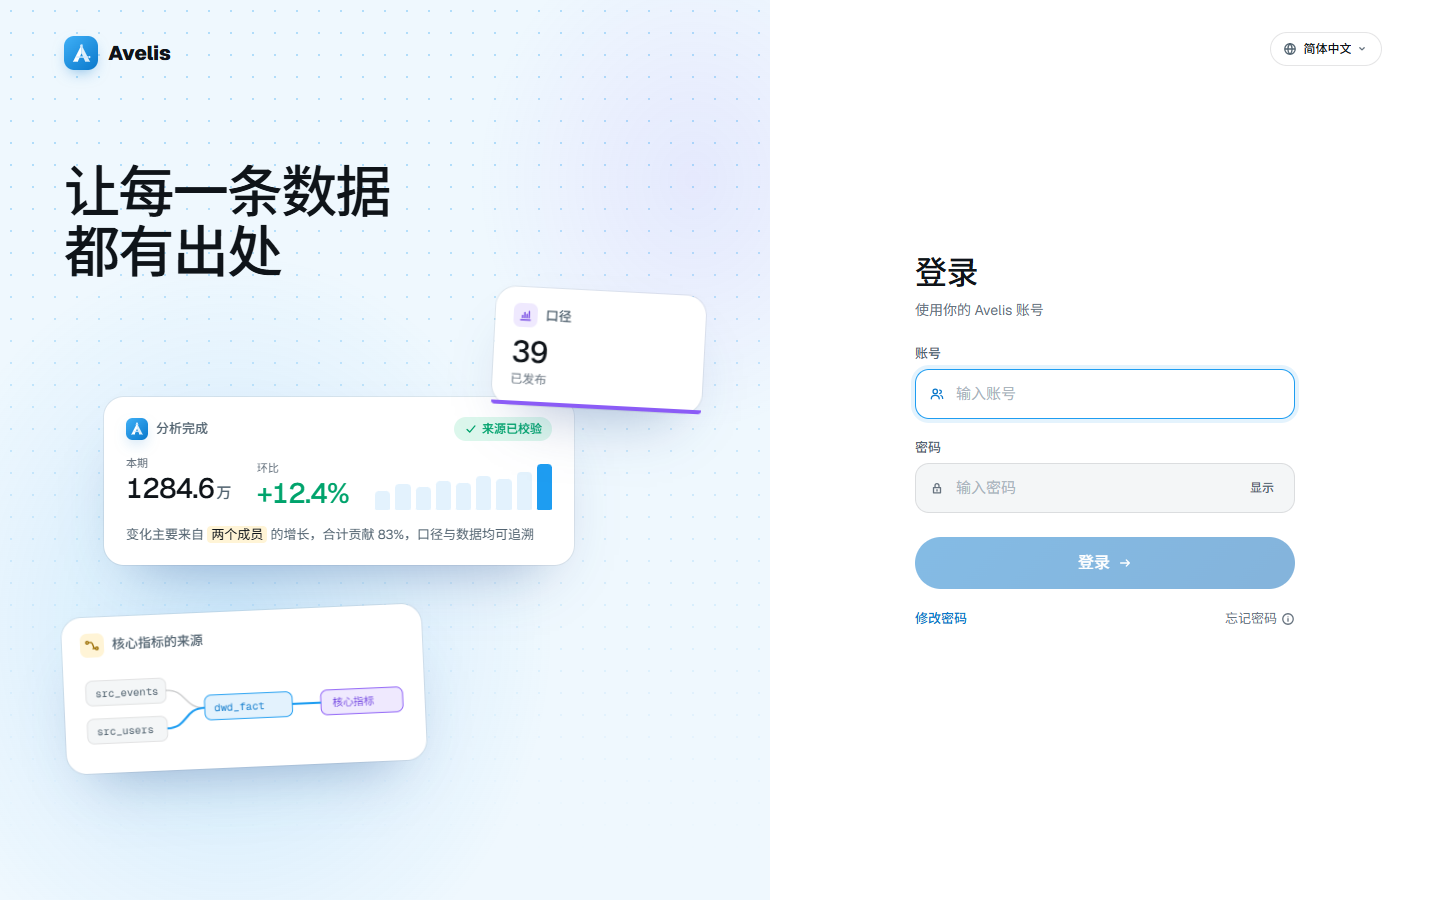 Avelis
简体中文
让每一条数据
都有出处
口径
39
已发布
分析完成
来源已校验
本期
1284.6万
环比
+12.4%
变化主要来自 两个成员 的增长，合计贡献 83%，口径与数据均可追溯
核心指标的来源
src_events
src_users
dwd_fact
核心指标
登录
使用你的 Avelis 账号
账号
输入账号
密码
输入密码
显示
登录 →
修改密码
忘记密码